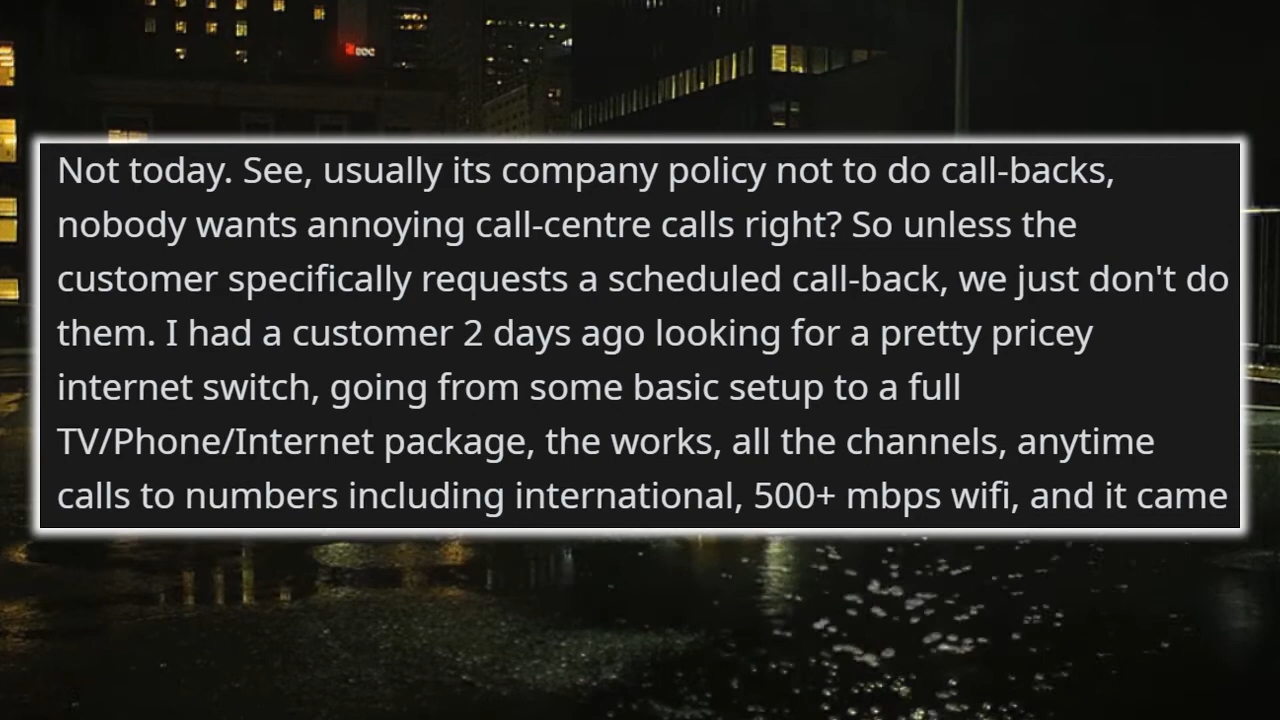 Not today. See, usually its company policy not to do call-backs,
nobody wants annoying call-centre calls right? So unless the
customer specifically requests a scheduled call-back, we just don't do
them. I had a customer 2 days ago looking for a pretty pricey
internet switch, going from some basic setup to a full
TV/Phone/Internet package, the works, all the channels, anytime
calls to numbers including international, 500+ mbps wifi, and it came